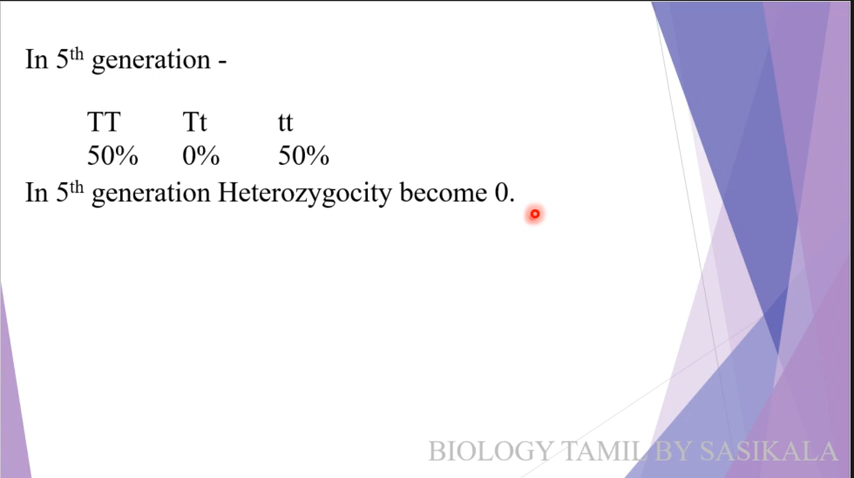 In 5th generation -
TT Tt tt
50% 0% 50%
In 5th generation Heterozygocity become 0.
BIOLOGY TAMIL BY SASIKALA